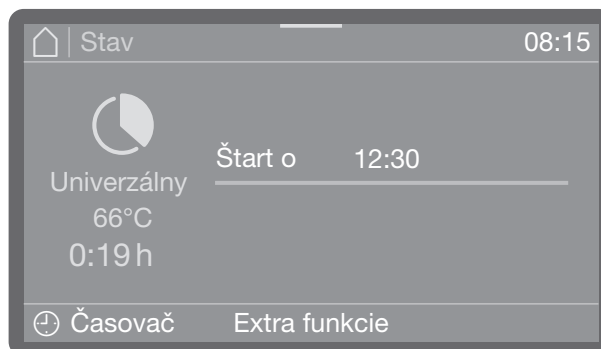 Stav 08:15
Štart o 12:30
Univerzálny
66°C
0:19 h
Časovač Extra funkcie